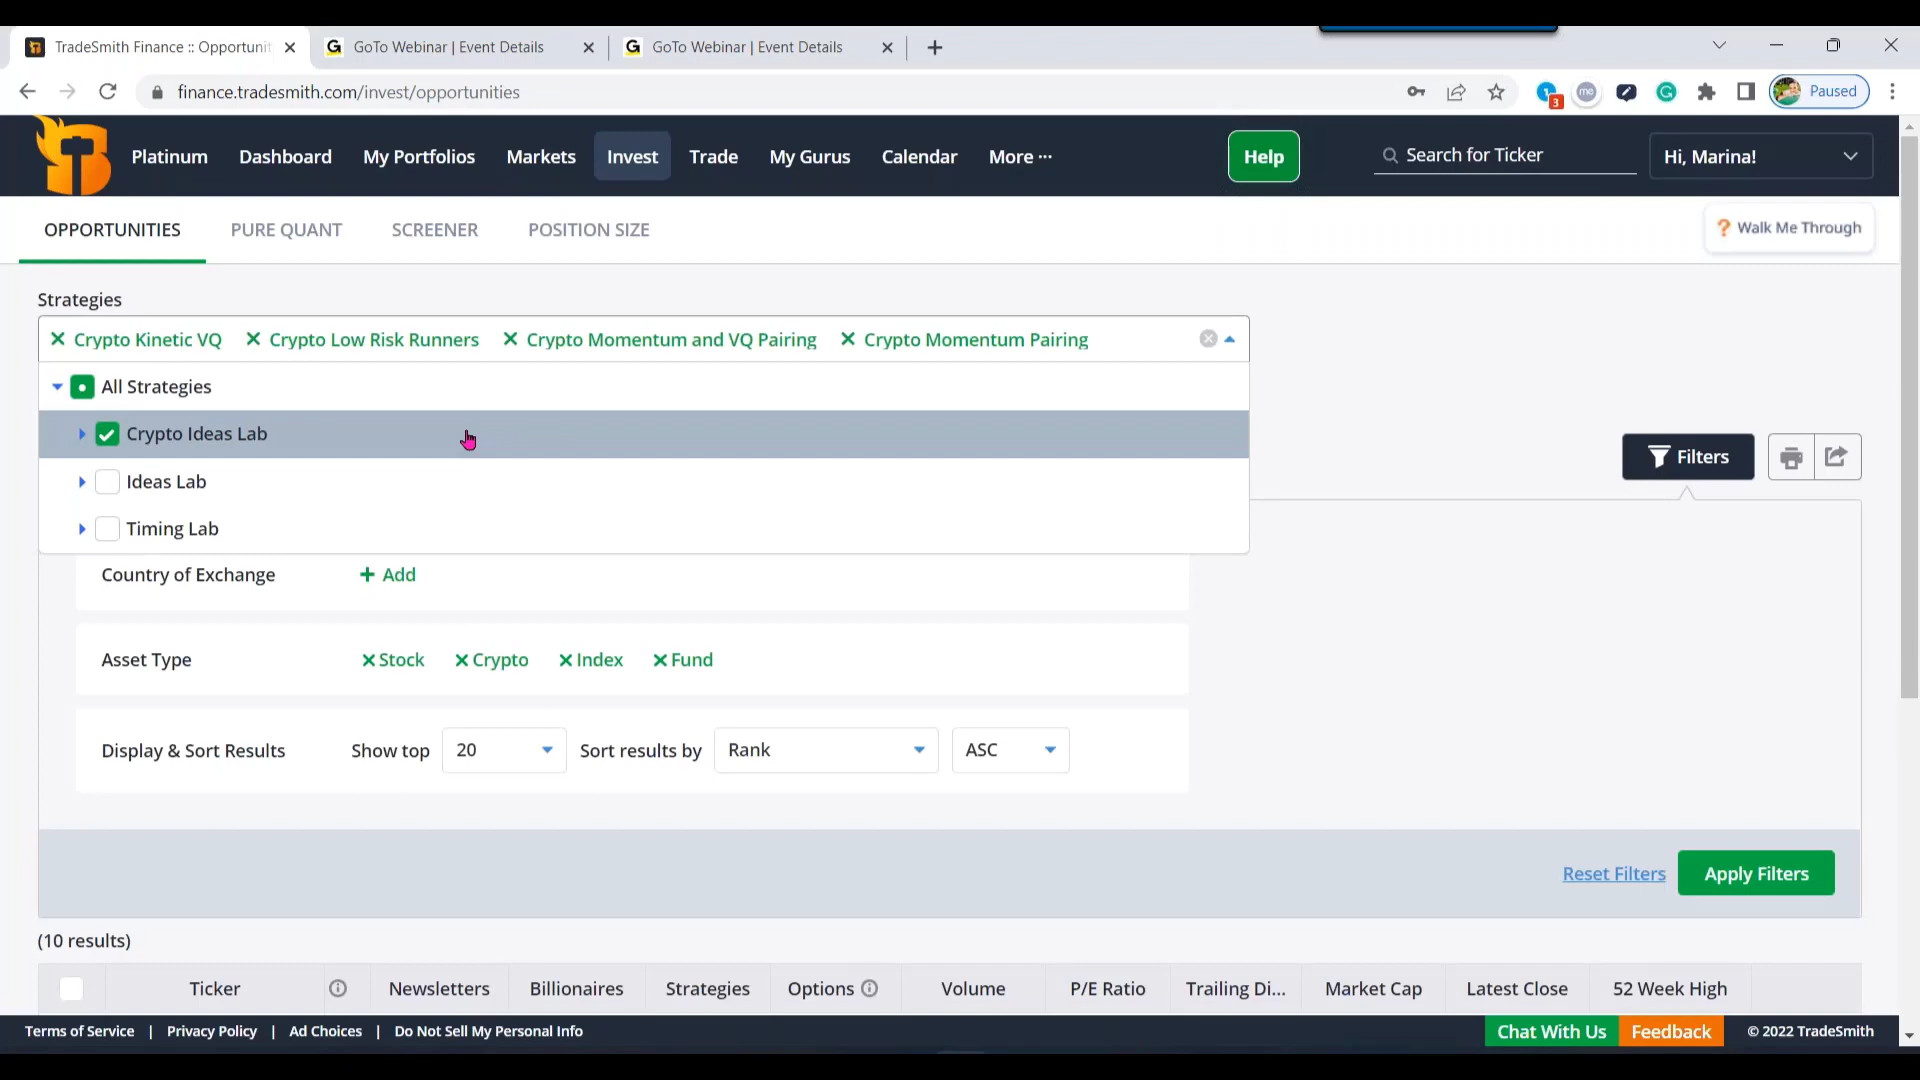 TradeSmith Finance :: Opportunit
GoTo Webinar | Event Details
GoTo Webinar | Event Details
finance.tradesmith.com/invest/opportunities
3
Paused
Platinum Dashboard My Portfolios Markets Invest Trade My Gurus Calendar More ···
Help
Search for Ticker
Hi, Marina!
OPPORTUNITIES PURE QUANT SCREENER POSITION SIZE
? Walk Me Through
Strategies
Crypto Kinetic VQ Crypto Low Risk Runners Crypto Momentum and VQ Pairing Crypto Momentum Pairing
All Strategies
Crypto Ideas Lab
Filters
Ideas Lab
Timing Lab
Country of Exchange + Add
Asset Type Stock Crypto Index Fund
Display & Sort Results Show top 20 Sort results by Rank ASC
Reset Filters Apply Filters
(10 results)
Ticker Newsletters Billionaires Strategies Options Volume P/E Ratio Trailing Di... Market Cap Latest Close 52 Week High
Terms of Service | Privacy Policy | Ad Choices | Do Not Sell My Personal Info
Chat With Us Feedback © 2022 TradeSmith